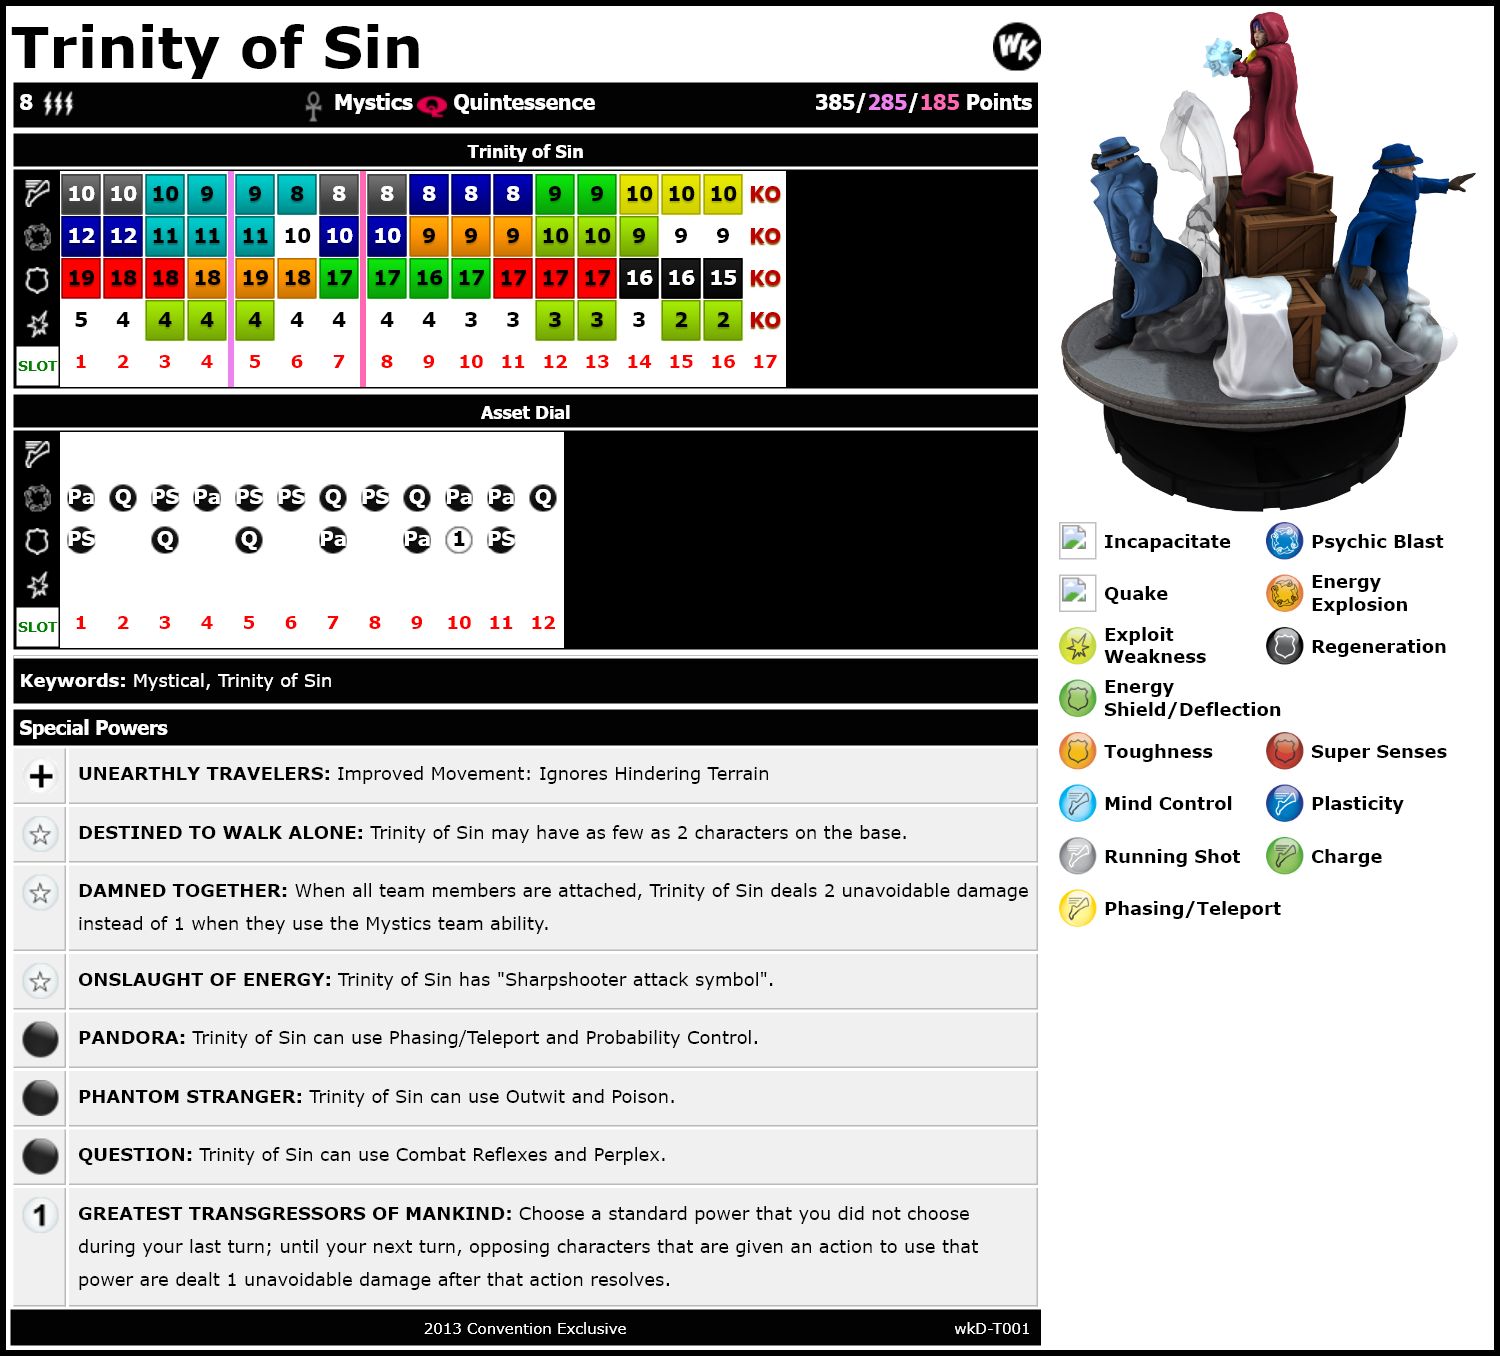 Trinity of Sin
WK
8 Mystics Q Quintessence 385/285/185 Points
Trinity of Sin
10 10 10 9 9 8 8 8 8 8 8 9 9 10 10 10 KO
12 12 11 11 11 10 10 10 9 9 9 10 10 9 9 9 KO
19 18 18 18 19 18 17 17 16 17 17 17 17 16 16 15 KO
5 4 4 4 4 4 4 4 4 3 3 3 3 3 2 2 KO
SLOT 1 2 3 4 5 6 7 8 9 10 11 12 13 14 15 16 17
Asset Dial
Pa Q PS Pa PS PS Q PS Q Pa Pa Q
PS Q Q Pa Pa 1 PS
SLOT 1 2 3 4 5 6 7 8 9 10 11 12
Keywords: Mystical, Trinity of Sin
Special Powers
UNEARTHLY TRAVELERS: Improved Movement: Ignores Hindering Terrain
DESTINED TO WALK ALONE: Trinity of Sin may have as few as 2 characters on the base.
DAMNED TOGETHER: When all team members are attached, Trinity of Sin deals 2 unavoidable damage
instead of 1 when they use the Mystics team ability.
ONSLAUGHT OF ENERGY: Trinity of Sin has "Sharpshooter attack symbol".
PANDORA: Trinity of Sin can use Phasing/Teleport and Probability Control.
PHANTOM STRANGER: Trinity of Sin can use Outwit and Poison.
QUESTION: Trinity of Sin can use Combat Reflexes and Perplex.
1 GREATEST TRANSGRESSORS OF MANKIND: Choose a standard power that you did not choose
during your last turn; until your next turn, opposing characters that are given an action to use that
power are dealt 1 unavoidable damage after that action resolves.
2013 Convention Exclusive wkD-T001
Incapacitate Psychic Blast
Quake Energy
Explosion
Exploit
Weakness Regeneration
Energy
Shield/Deflection
Toughness Super Senses
Mind Control Plasticity
Running Shot Charge
Phasing/Teleport